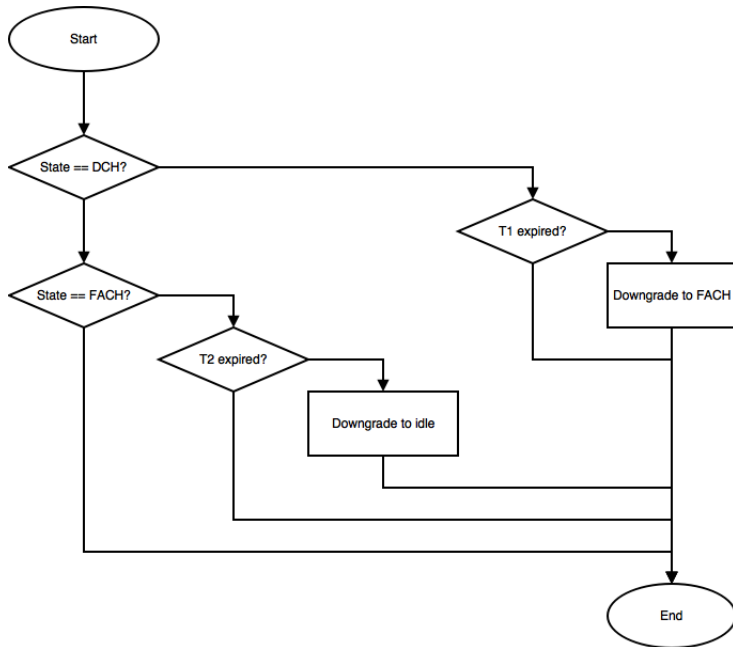 Start
State == DCH?
T1 expired?
State == FACH?
Downgrade to FACH
T2 expired?
Downgrade to idle
End